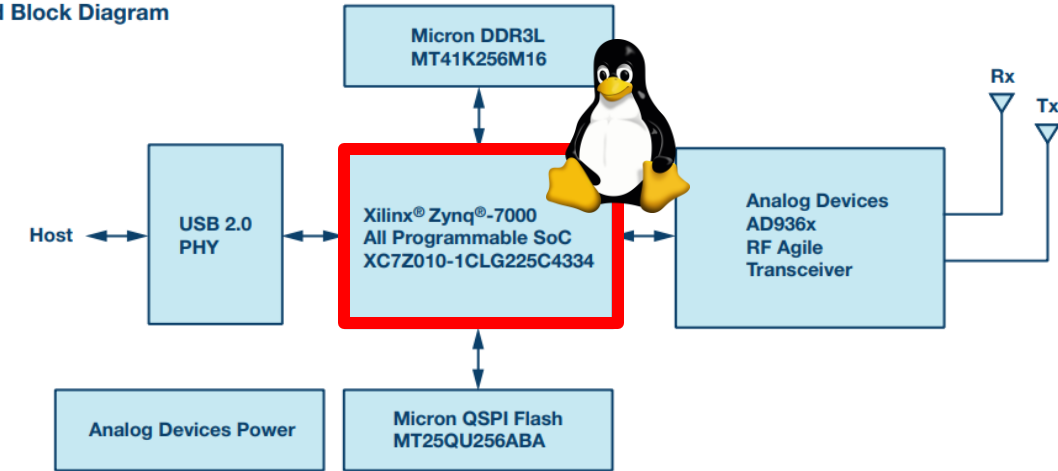 l Block Diagram
Micron DDR3L
MT41K256M16
Rx
Tx
Host
USB 2.0
PHY
Xilinx® Zynq®-7000
All Programmable SoC
XC7Z010-1CLG225C4334
Analog Devices
AD936x
RF Agile
Transceiver
Analog Devices Power
Micron QSPI Flash
MT25QU256ABA